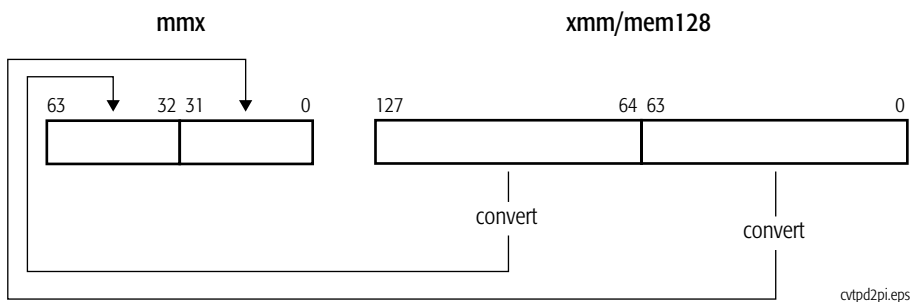 mmx xmm/mem128
63 32 31 0 127 64 63 0
convert
convert
cvtpd2pi.eps